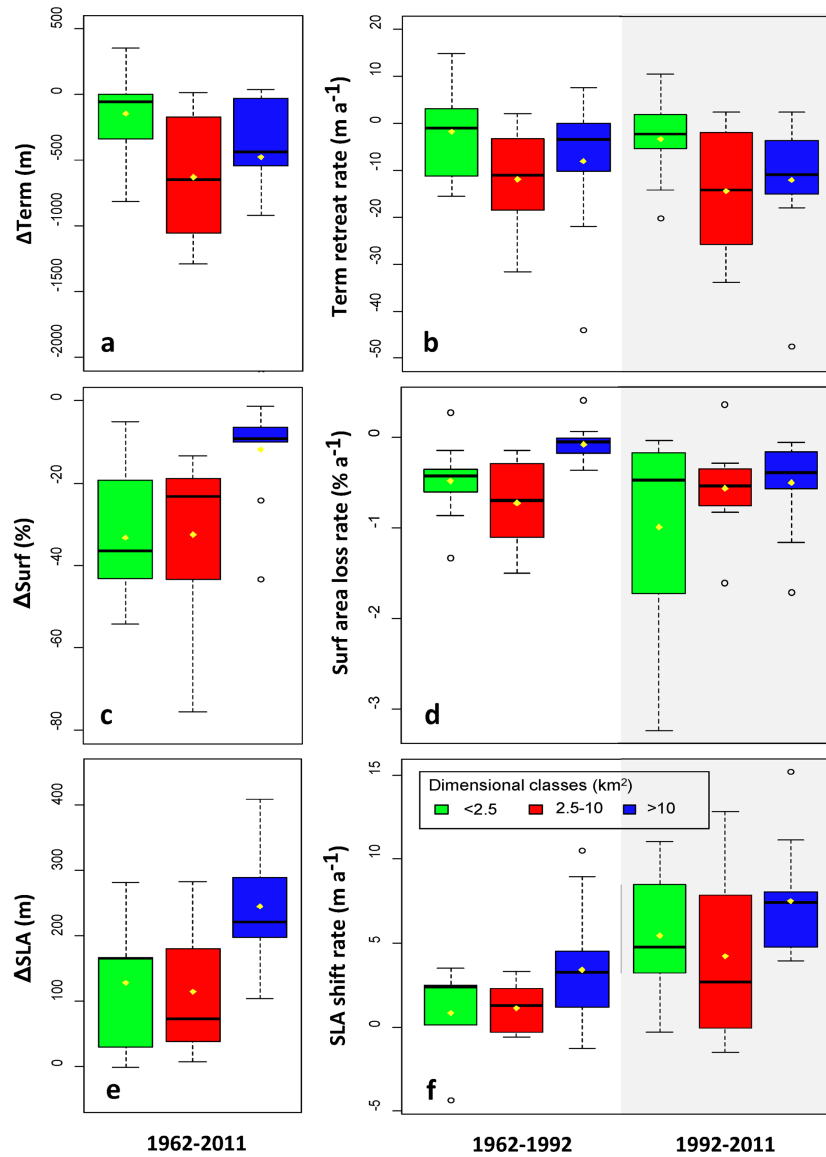 ΔTerm (m)
500
0
-500
-1000
-1500
-2000
a
Term retreat rate (m a-1)
20
10
0
-10
-20
-30
-40
-50
b
ΔSurf (%)
0
-20
-40
-60
-80
c
Surf area loss rate (% a-1)
0
-1
-2
-3
d
ΔSLA (m)
400
300
200
100
0
e
SLA shift rate (m a-1)
15
10
5
0
-5
Dimensional classes (km2)
<2.5 2.5-10 >10
f
1962-2011 1962-1992 1992-2011